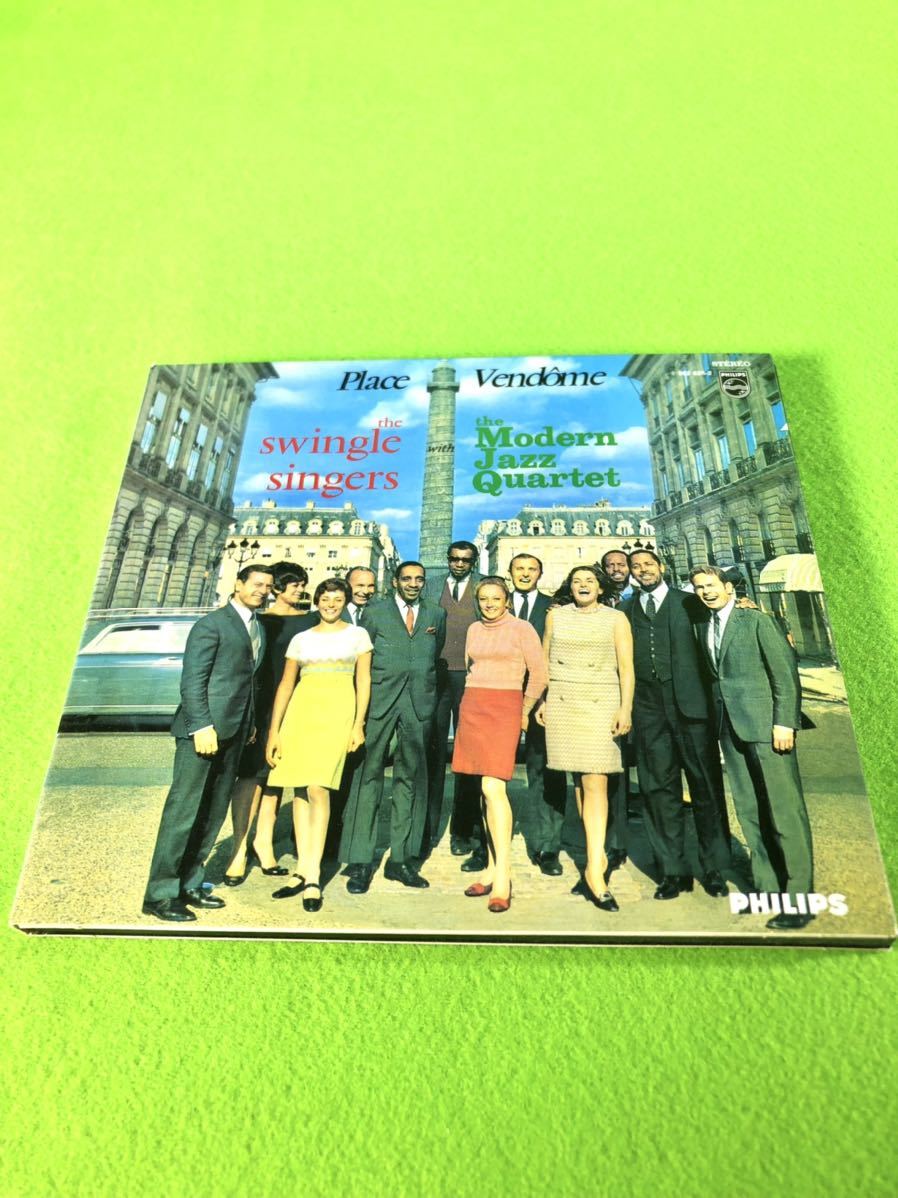 STEREO
PHILIPS
Place Vendôme
the
swingle
singers
with
the
Modern
Jazz
Quartet
PHILIPS